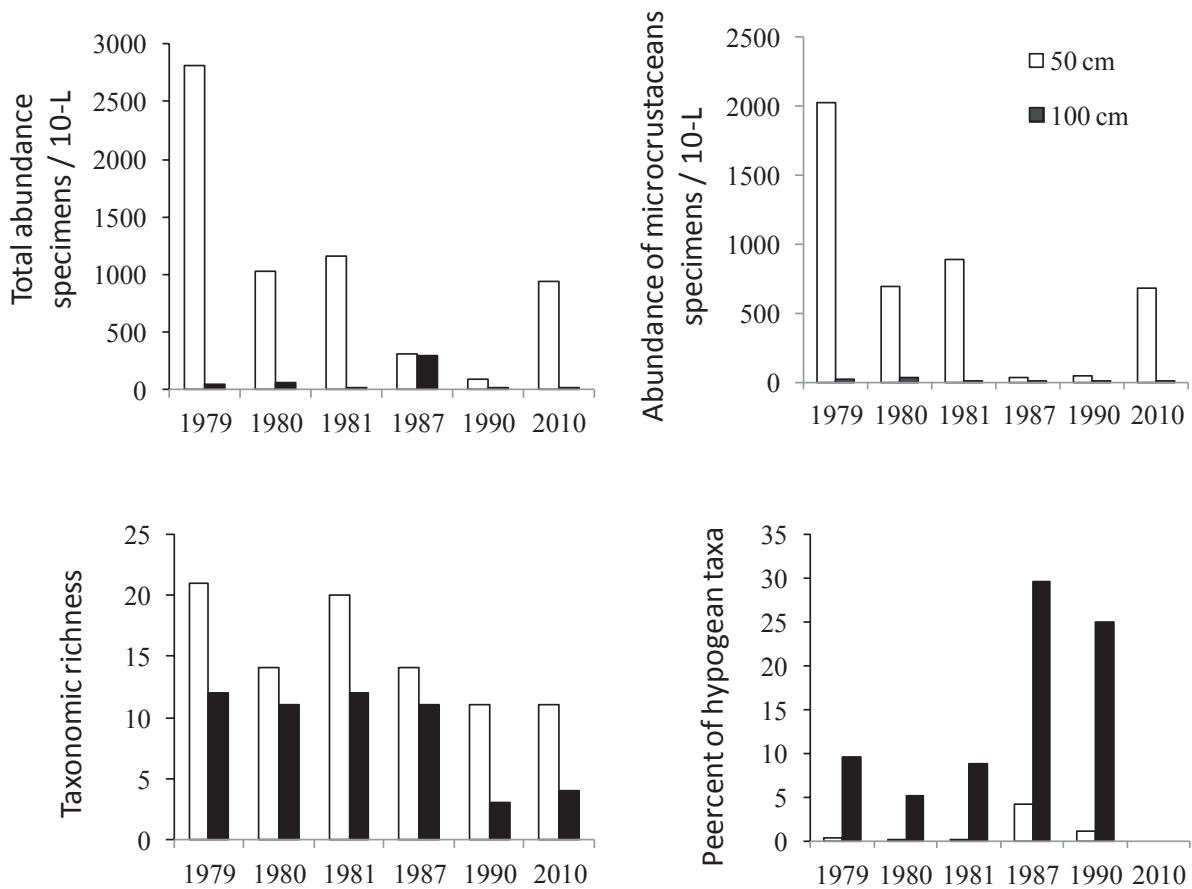 Total abundance
specimens / 10-L
3000
2500
2000
1500
1000
500
0
1979 1980 1981 1987 1990 2010
Abundance of microcrustaceans
specimens / 10-L
2500
2000
1500
1000
500
0
1979 1980 1981 1987 1990 2010
50 cm
100 cm
Taxonomic richness
25
20
15
10
5
0
1979 1980 1981 1987 1990 2010
Peercent of hypogean taxa
35
30
25
20
15
10
5
0
1979 1980 1981 1987 1990 2010